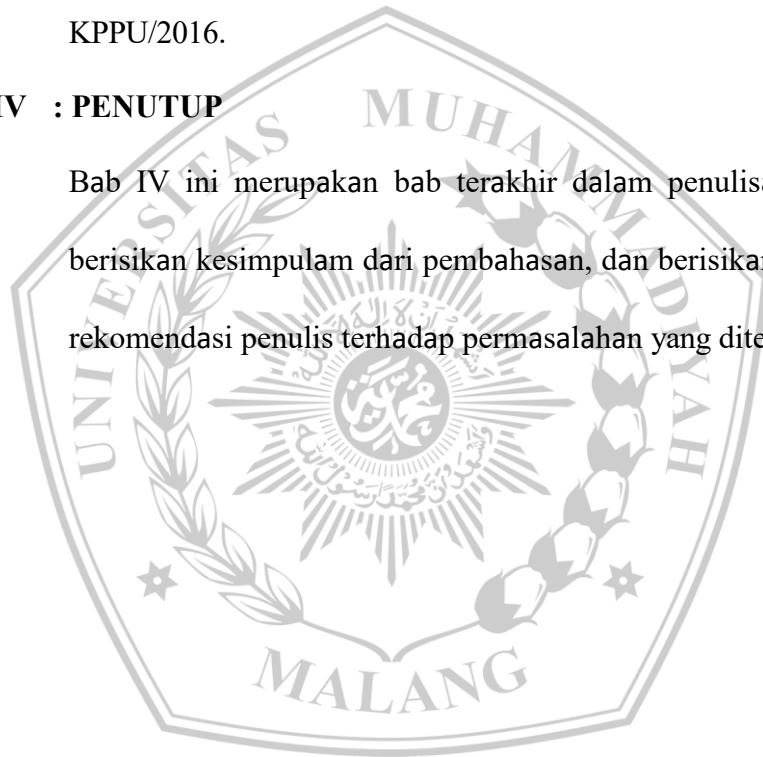 KPPU/2016.
IV : PENUTUP
Bab IV ini merupakan bab terakhir dalam penulisa
berisikan kesimpulam dari pembahasan, dan berisikan
rekomendasi penulis terhadap permasalahan yang dite
UNIVERSITAS MUHAMMADIYAH
MALANG